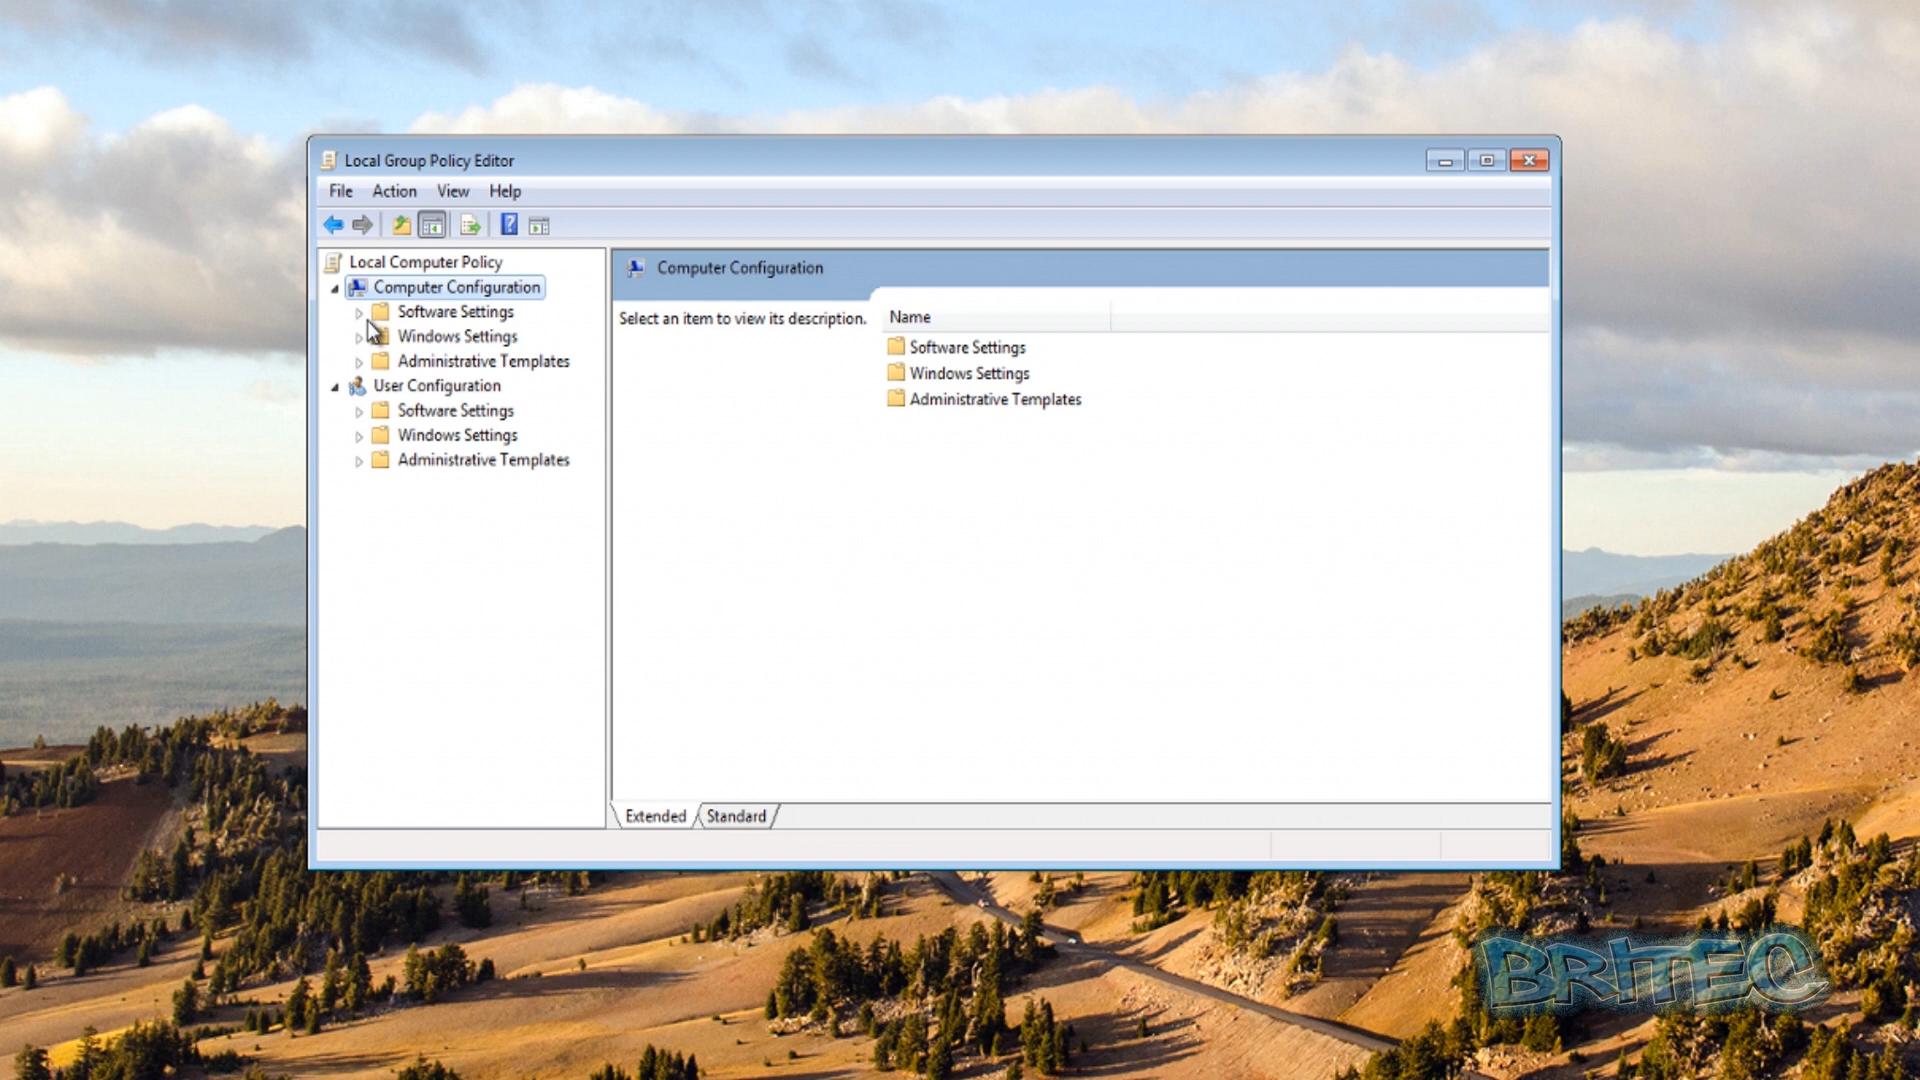 Local Group Policy Editor
File Action View Help
Local Computer Policy
Computer Configuration
Software Settings
Windows Settings
Administrative Templates
User Configuration
Software Settings
Windows Settings
Administrative Templates
Computer Configuration
Select an item to view its description.
Name
Software Settings
Windows Settings
Administrative Templates
Extended Standard
BRITEC